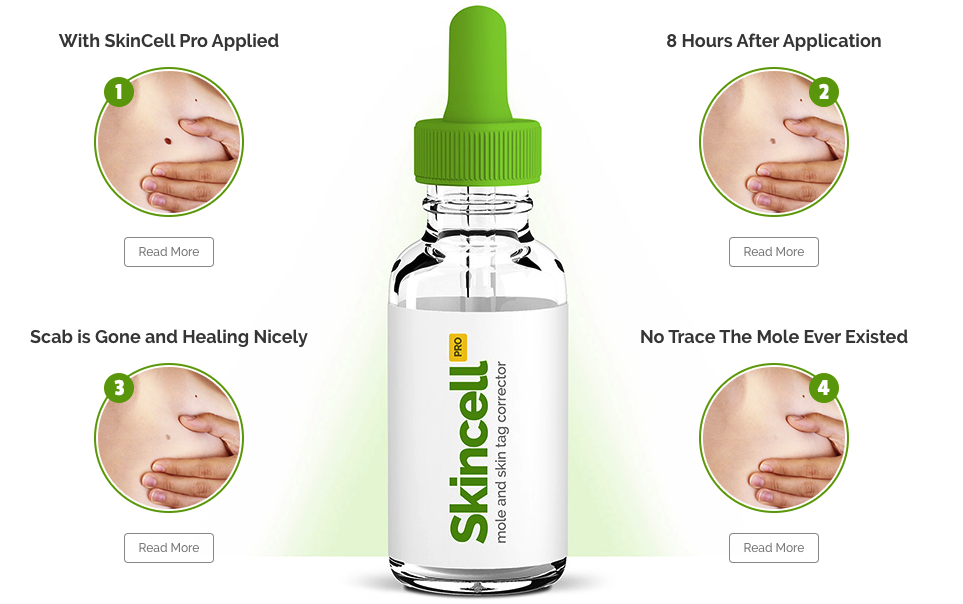 With SkinCell Pro Applied
1
Read More
8 Hours After Application
2
Read More
Scab is Gone and Healing Nicely
3
Read More
No Trace The Mole Ever Existed
4
Read More
Skincell PRO
mole and skin tag corrector